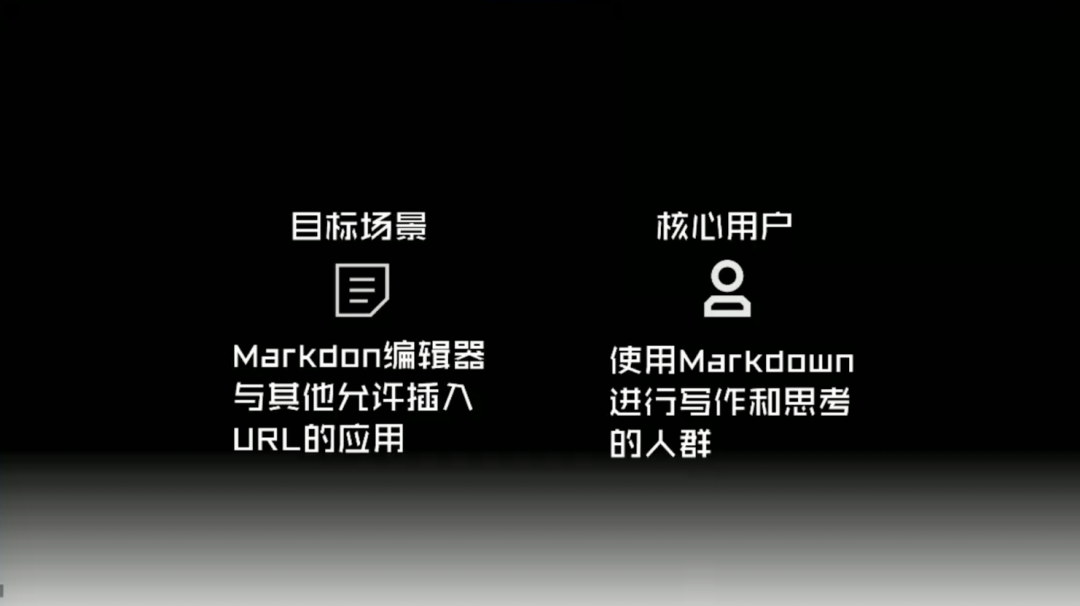 目标场景
Markdon编辑器
与其他允许插入
URL的应用
核心用户
使用Markdown
进行写作和思考
的人群